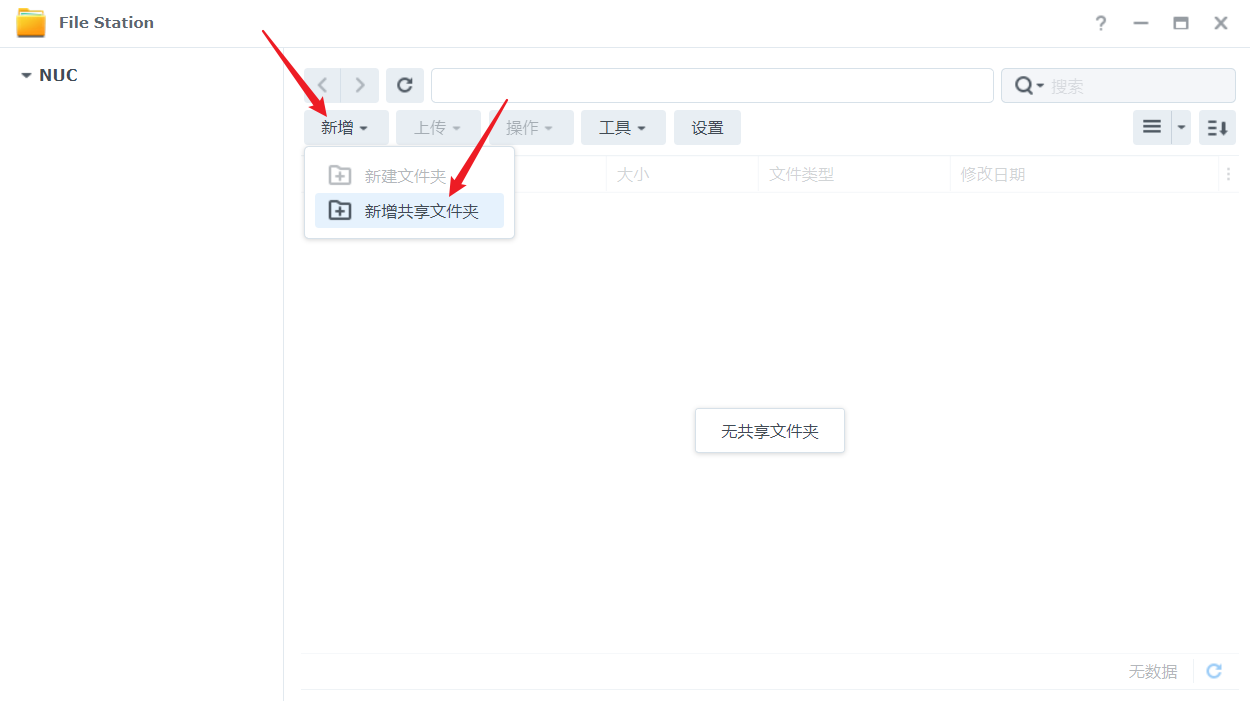 File Station
NUC
搜索
新增 上传 操作 工具 设置
新建文件夹
大小 文件类型 修改日期
新增共享文件夹
无共享文件夹
无数据